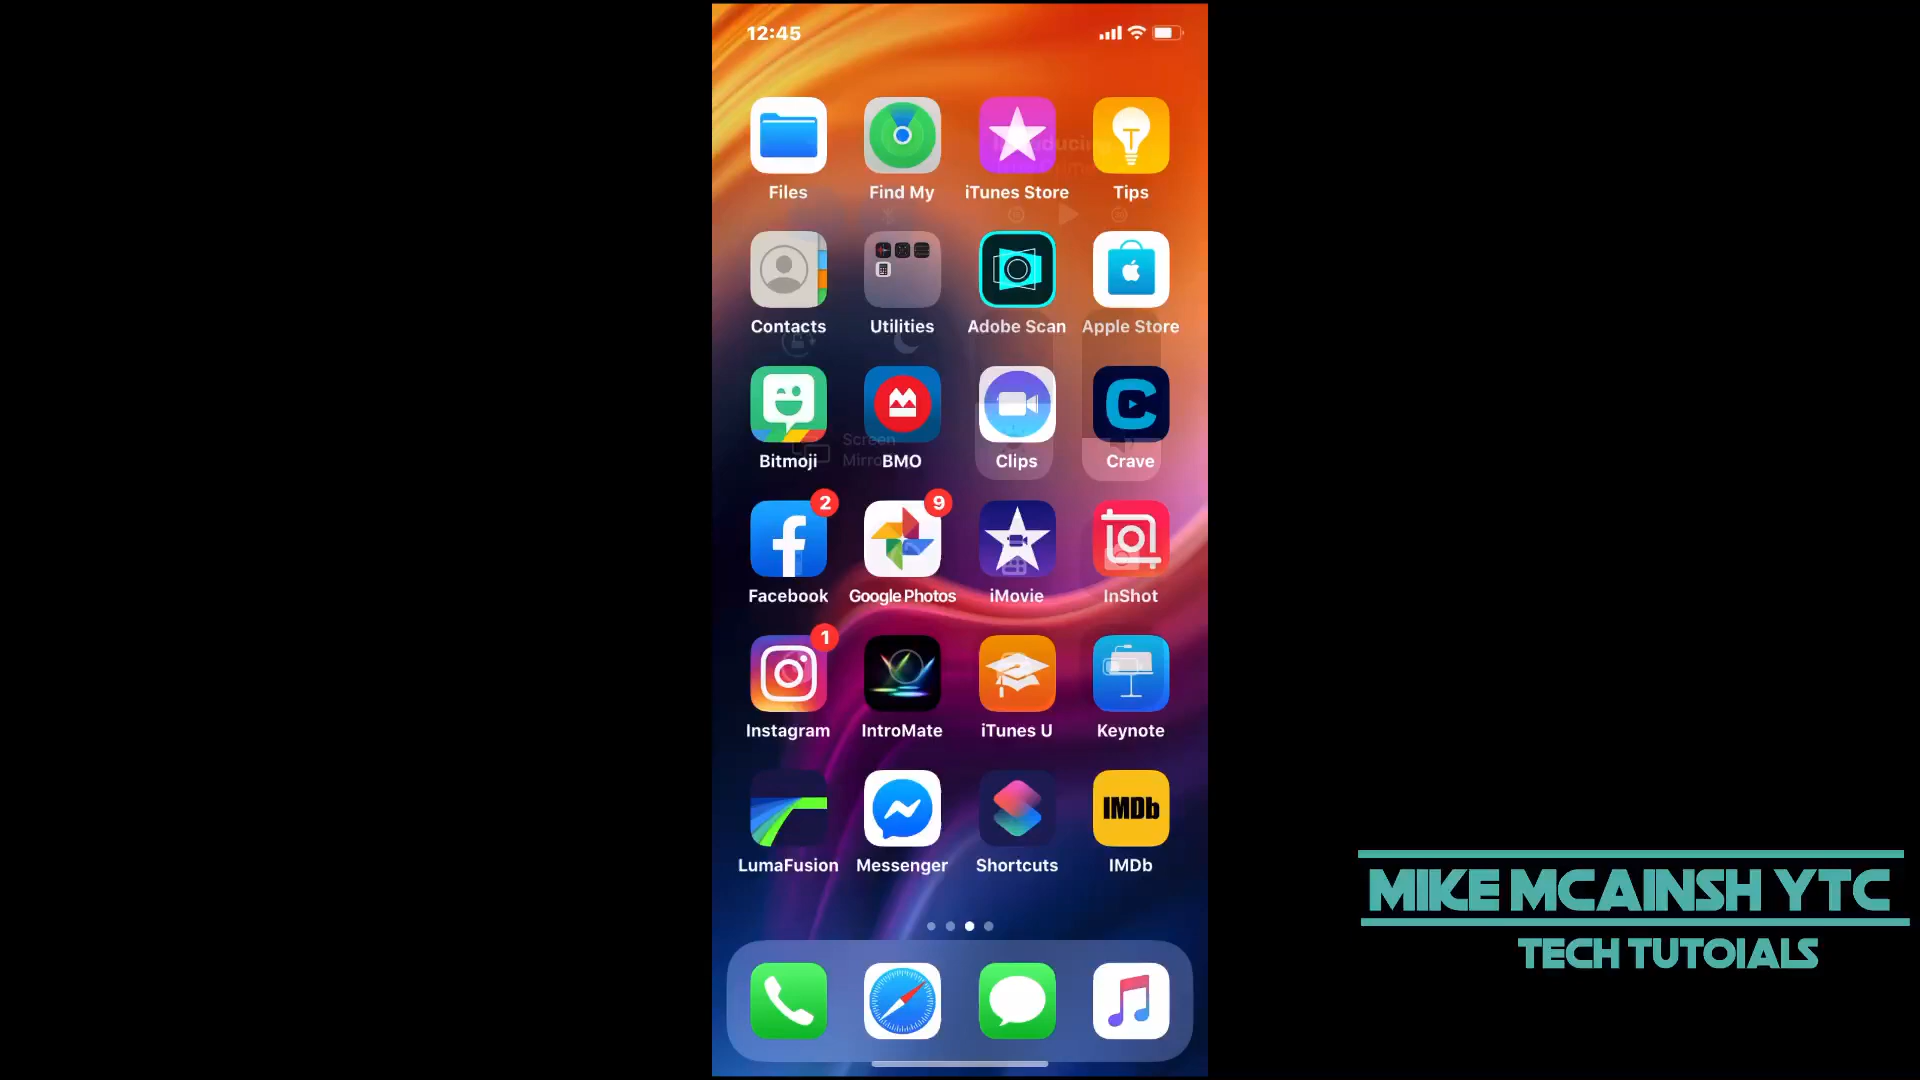 12:45
Files
Find My
iTunes Store
Tips
Contacts
Utilities
Adobe Scan
Apple Store
Screen
Bitmoji
BMO
Clips
Crave
2
9
Facebook
Google Photos
iMovie
InShot
1
Instagram
IntroMate
iTunes U
Keynote
IMDb
LumaFusion
Messenger
Shortcuts
IMDb
MIKE MCAINSH YTC
TECH TUTOIALS